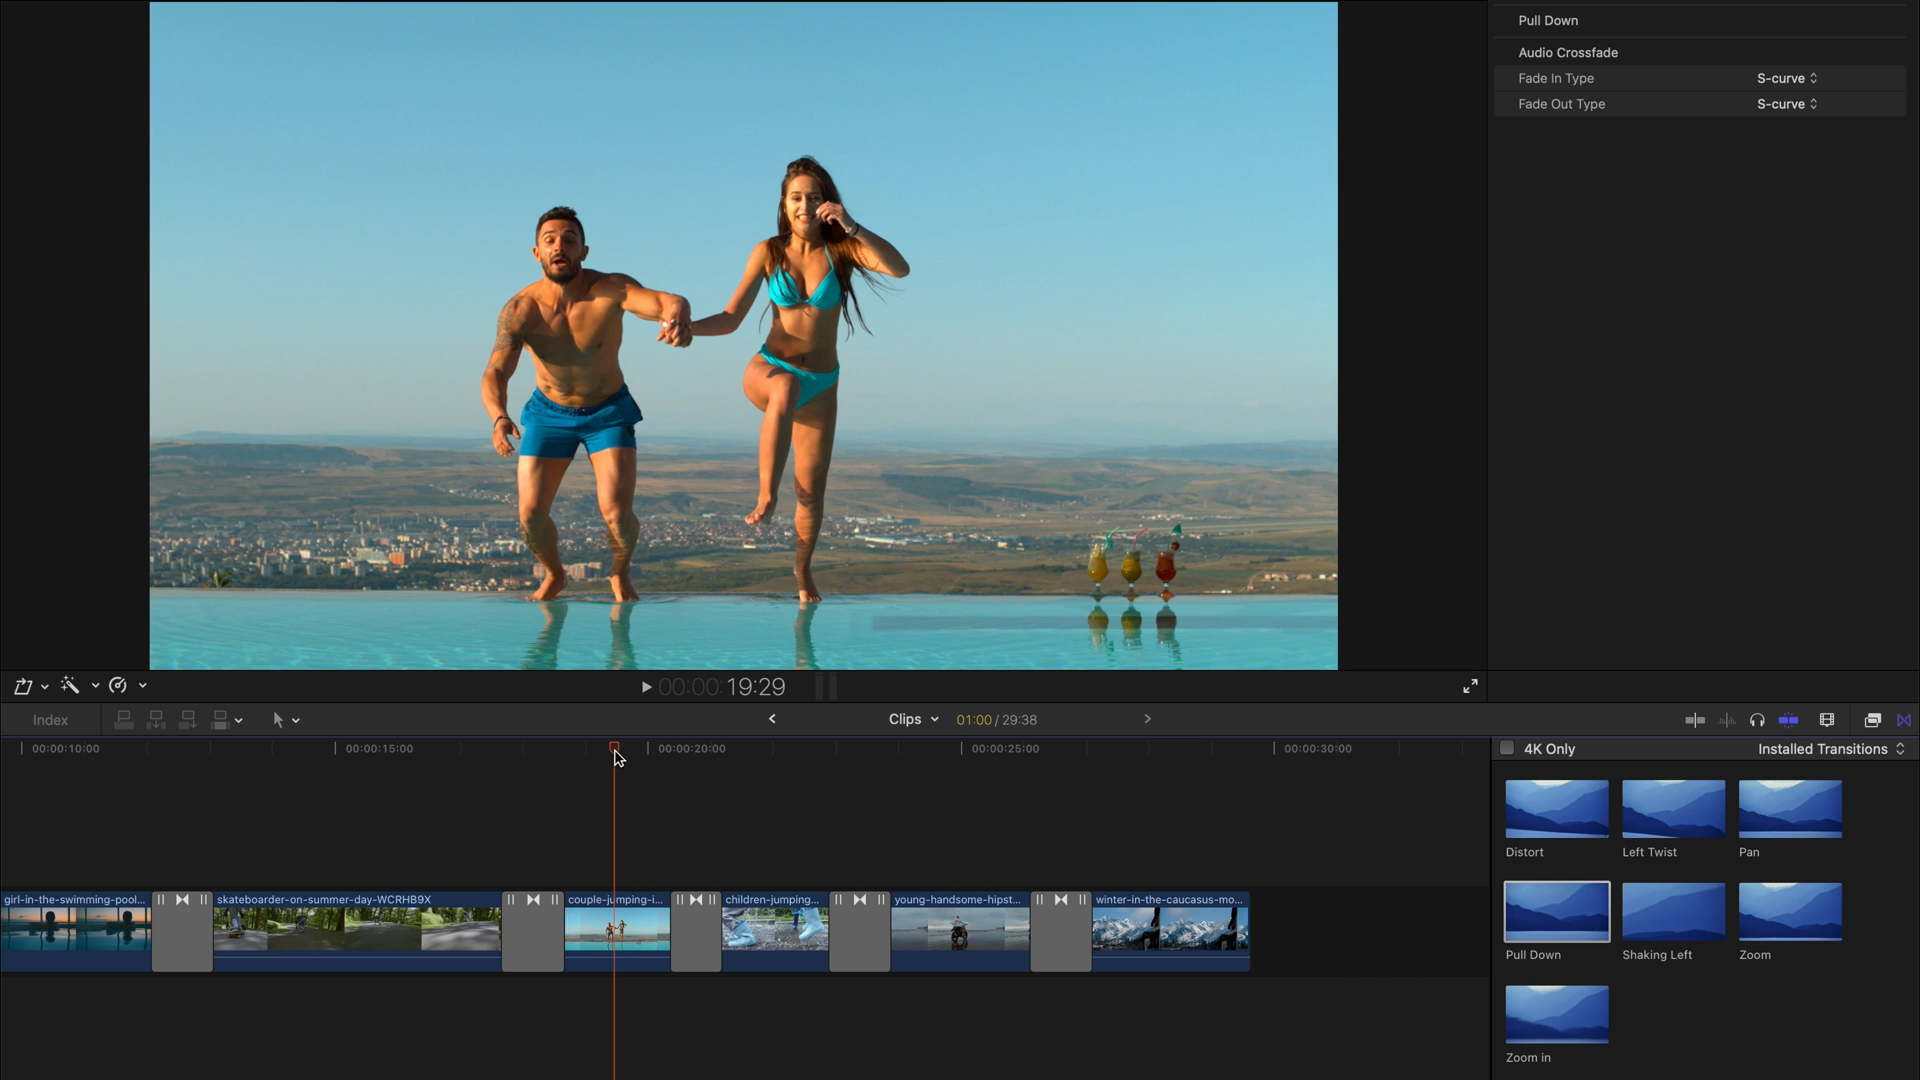 Pull Down
Audio Crossfade
Fade In Type S-curve
Fade Out Type S-curve
00:00:00:19:29
Index
Clips 01:00 / 29:38
00:00:10:00 00:00:15:00 00:00:20:00 00:00:25:00 00:00:30:00
4K Only Installed Transitions
Distort Left Twist Pan
girl-in-the-swimming-pool... skateboarder-on-summer-day-WCRHB9X couple-jumping-i... children-jumping... young-handsome-hipst... winter-in-the-caucasus-mo...
Pull Down Shaking Left Zoom
Zoom in